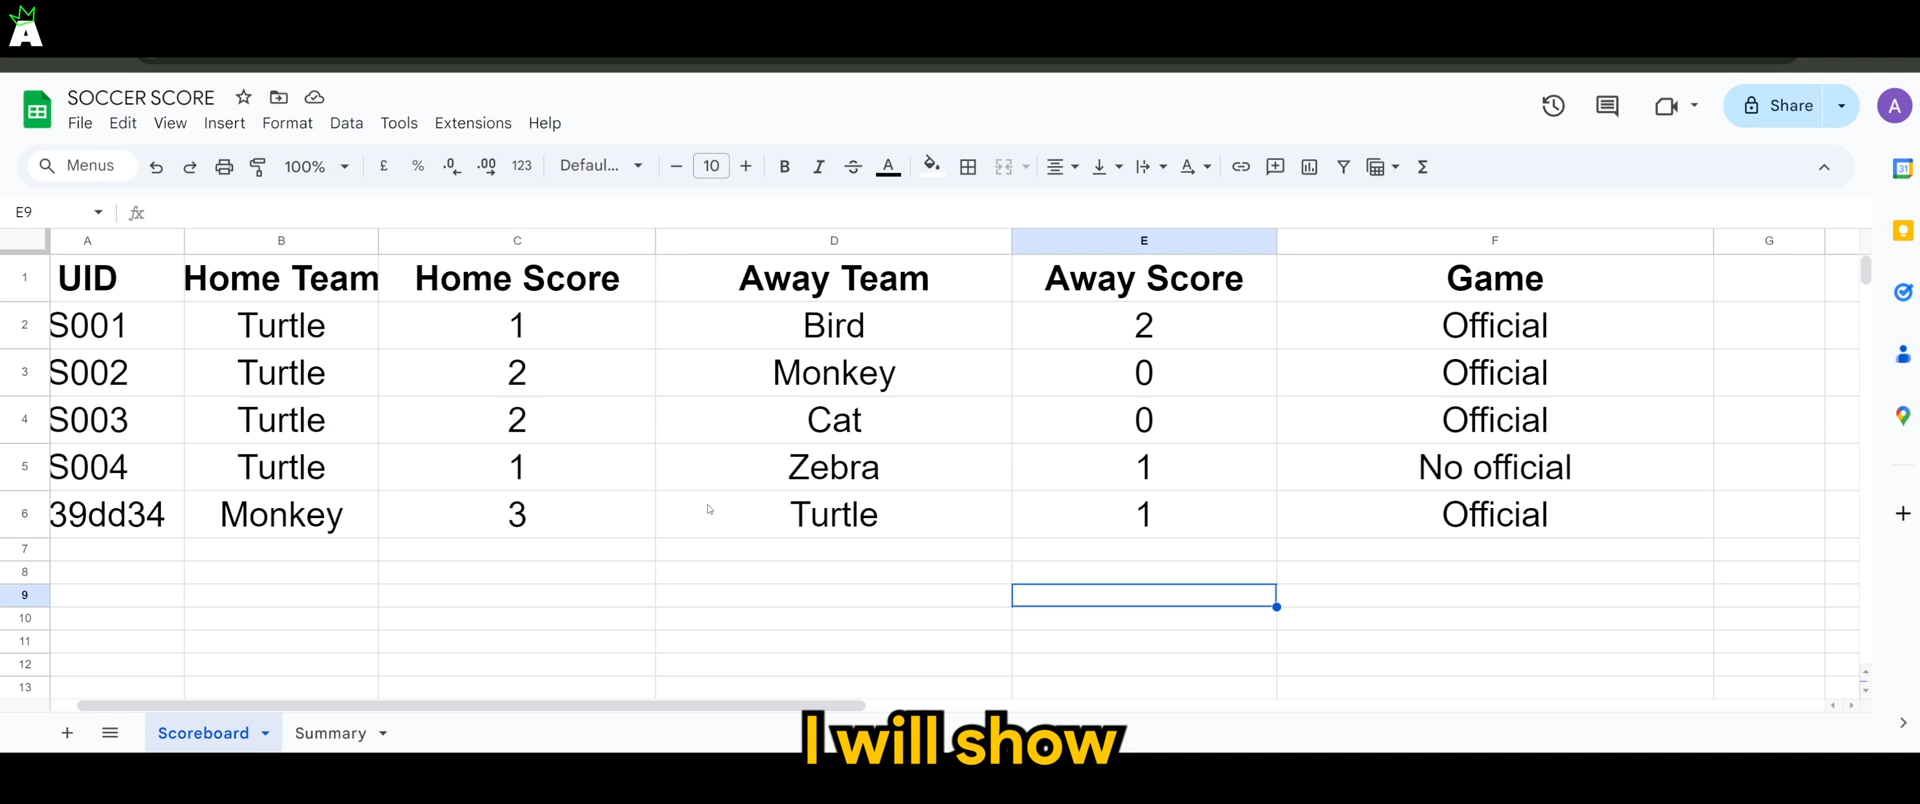 A
SOCCER SCORE
File Edit View Insert Format Data Tools Extensions Help
Share
A
Menus 100% £ % .0 .00 123 Defaul... 10 B I A
31
E9 fx
A B C D E F G
1 UID Home Team Home Score Away Team Away Score Game
2 S001 Turtle 1 Bird 2 Official
3 S002 Turtle 2 Monkey 0 Official
4 S003 Turtle 2 Cat 0 Official
5 S004 Turtle 1 Zebra 1 No official
6 39dd34 Monkey 3 Turtle 1 Official
7
8
9
10
11
12
13
Scoreboard Summary
I will show